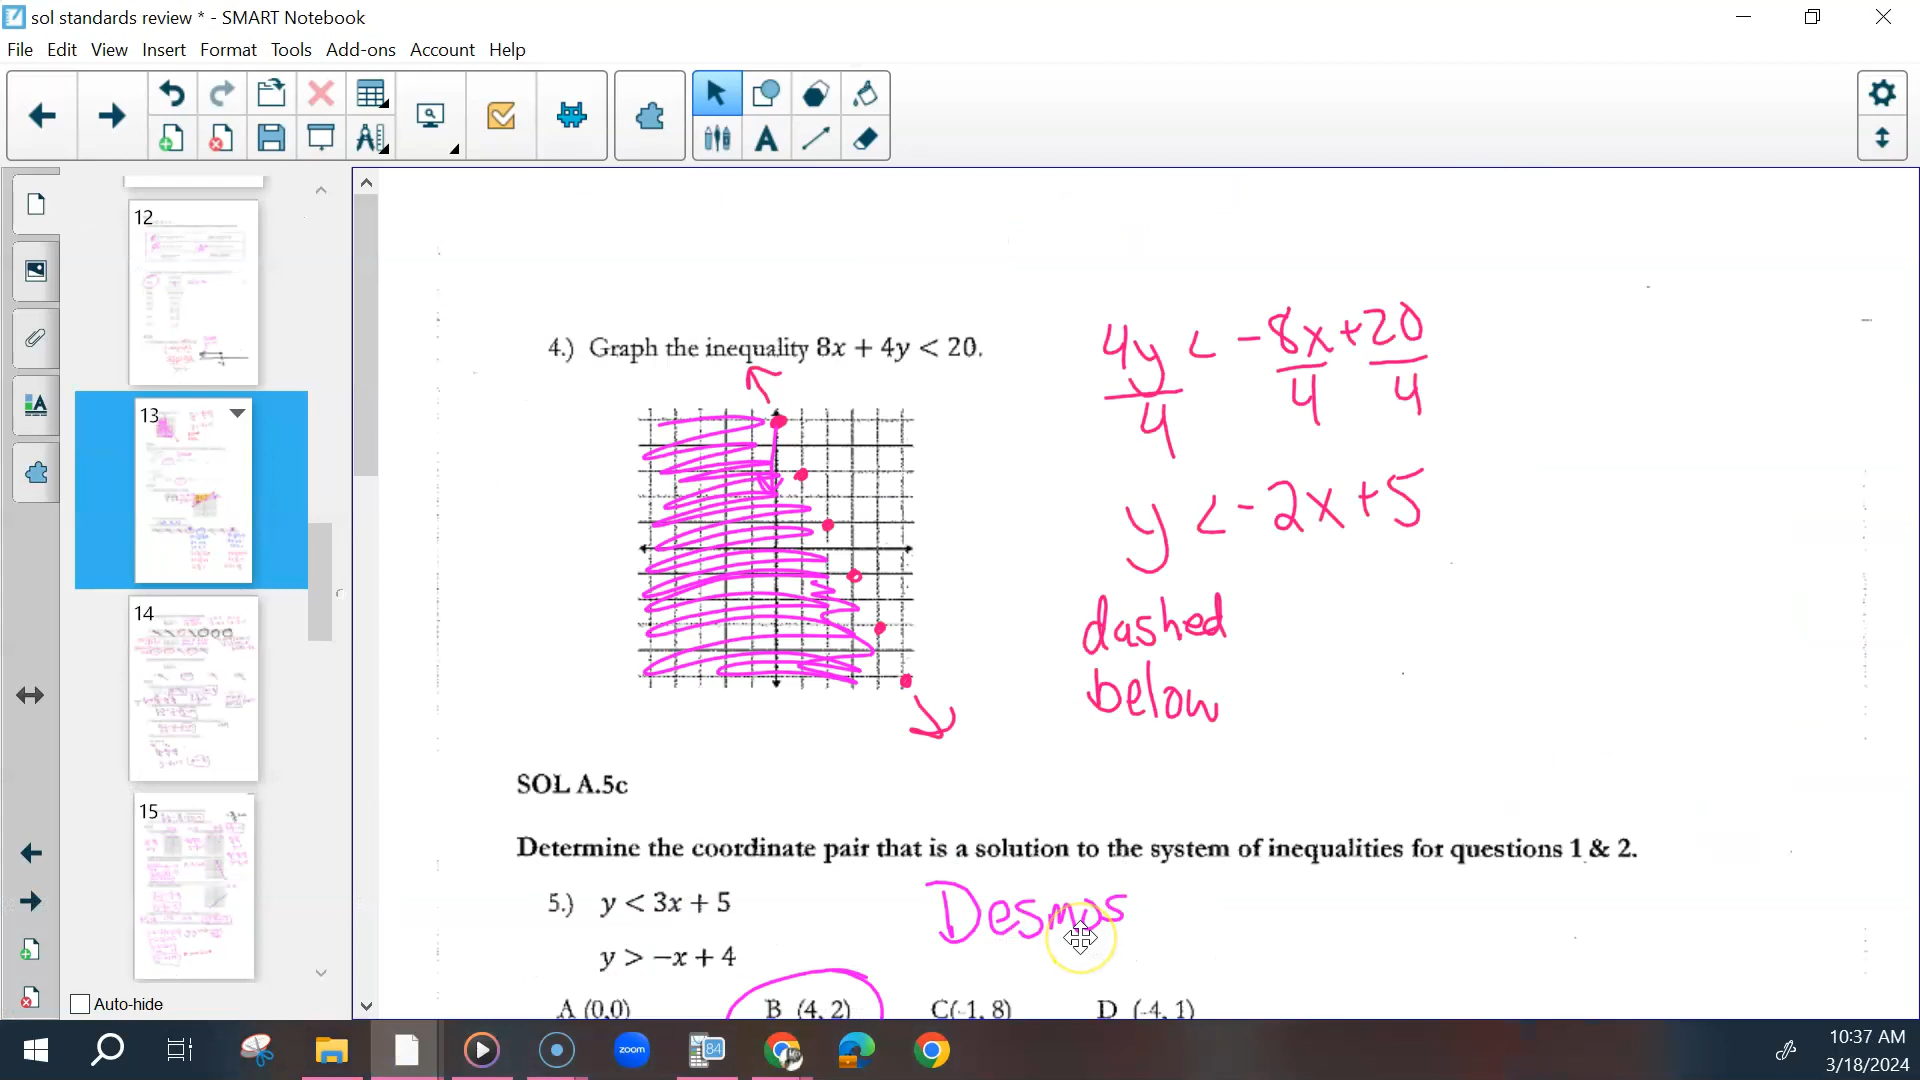 sol standards review * - SMART Notebook
File Edit View Insert Format Tools Add-ons Account Help
12
13
14
15
Auto-hide
4.) Graph the inequality 8x + 4y < 20.
4y < -8x + 20
4 4 4
y < -2x + 5
dashed
below
SOL A.5c
Determine the coordinate pair that is a solution to the system of inequalities for questions 1 & 2.
5.) y < 3x + 5
Desmos
y > −x + 4
A (0,0) B (4, 2) C(-1, 8) D (-4, 1)
zoom
84
10:37 AM
3/18/2024